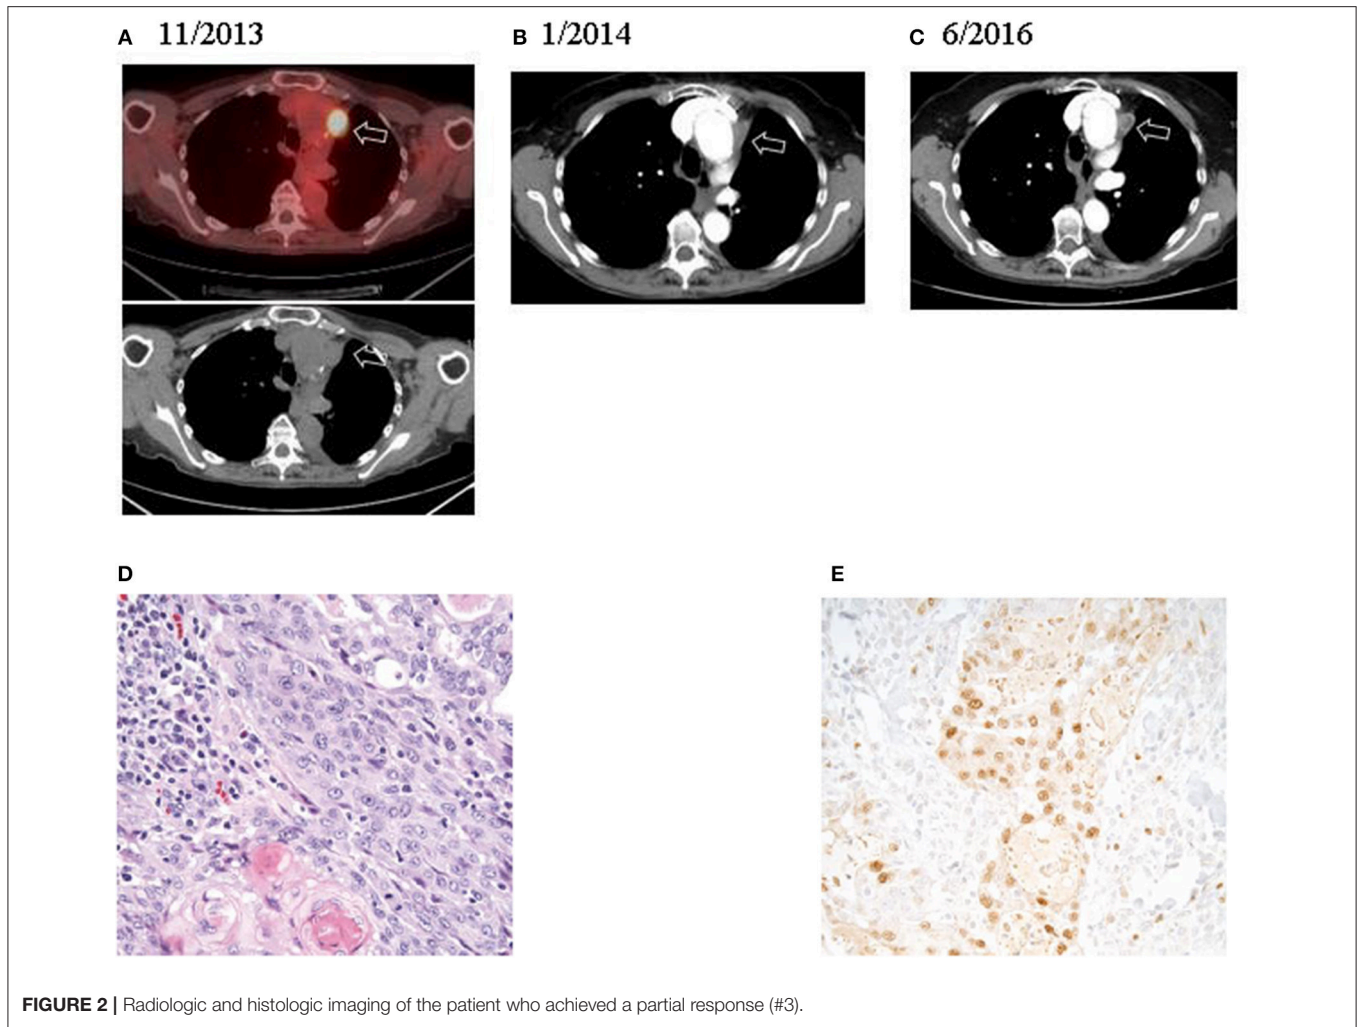 A 11/2013
B 1/2014
C 6/2016
D
E
FIGURE 2 | Radiologic and histologic imaging of the patient who achieved a partial response (#3).